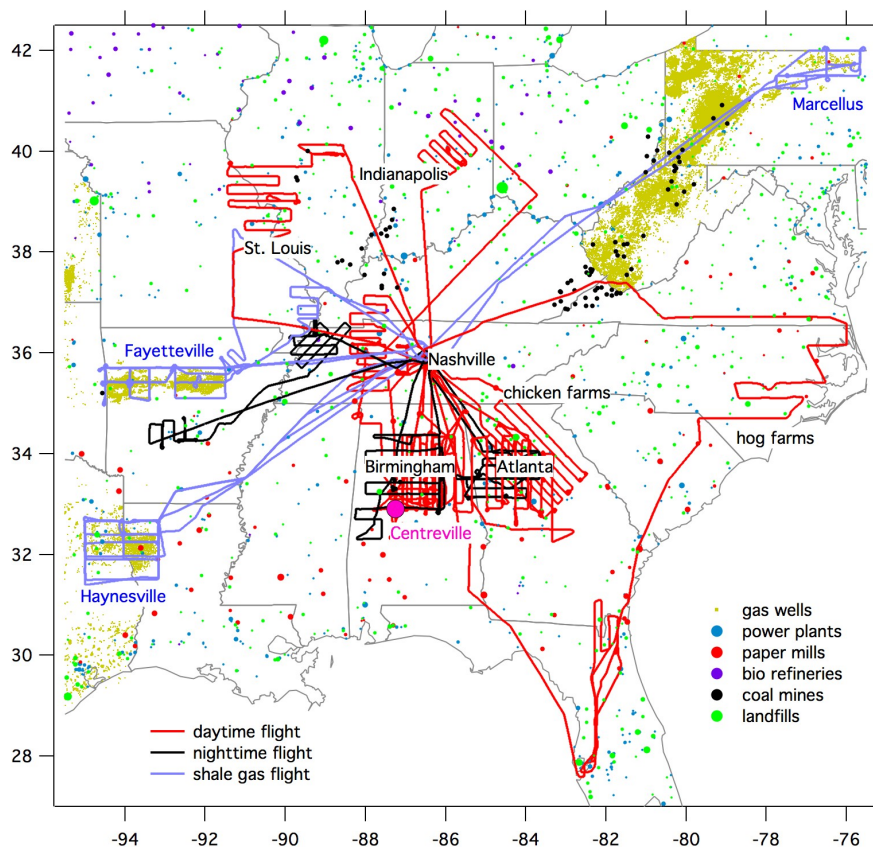 42
40
38
36
34
32
30
28
Marcellus
Indianapolis
St. Louis
Fayetteville
Nashville
chicken farms
hog farms
Birmingham
Atlanta
Centreville
Haynesville
gas wells
power plants
paper mills
bio refineries
coal mines
landfills
daytime flight
nighttime flight
shale gas flight
-94
-92
-90
-88
-86
-84
-82
-80
-78
-76